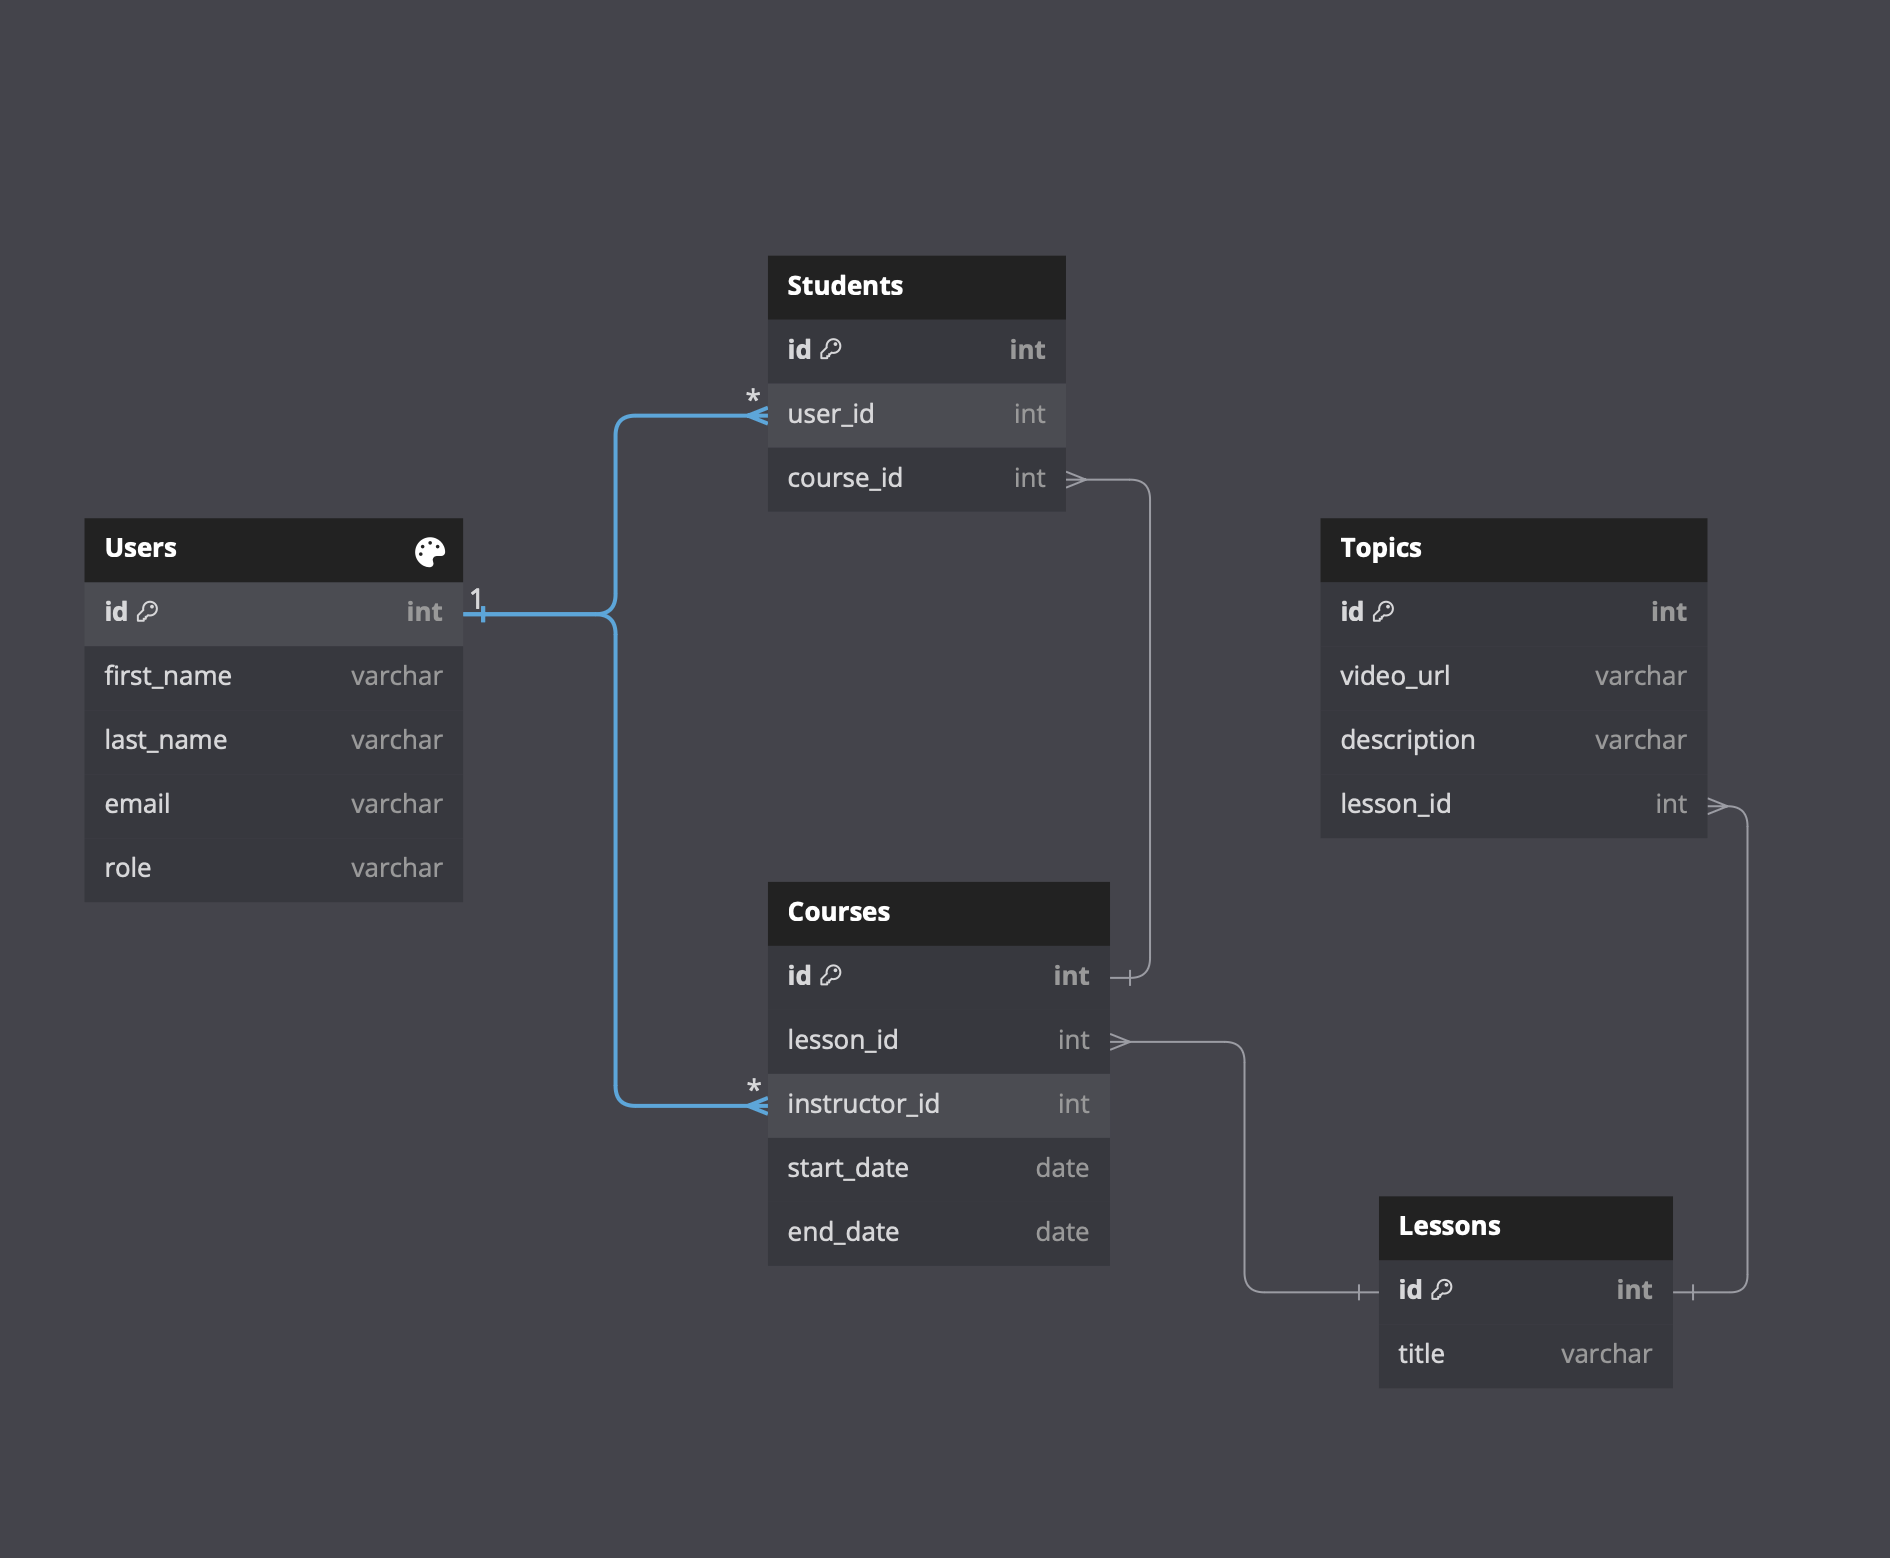 Students
id int
* user_id int
course_id int
Users
1
id int
first_name varchar
last_name varchar
email varchar
role varchar
Topics
id int
video_url varchar
description varchar
lesson_id int
Courses
id int
lesson_id int
* instructor_id int
start_date date
end_date date
Lessons
id int
title varchar